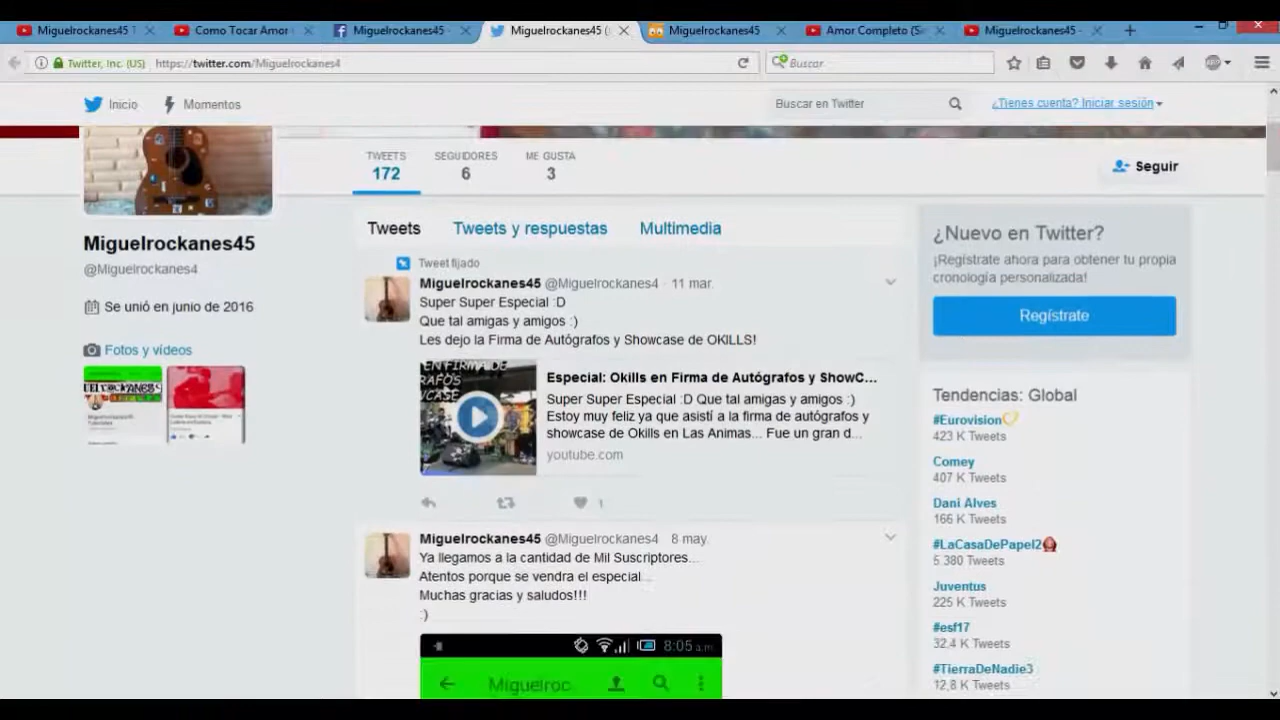 Miguelrockanes45 T
Como Tocar Amor
Miguelrockanes45 -
Miguelrockanes45 (
Miguelrockanes45
Amor Completo (Se
Miguelrockanes45 -
Twitter, Inc. (US)
https://twitter.com/Miguelrockanes4
Buscar
Inicio
Momentos
Buscar en Twitter
¿Tienes cuenta? Iniciar sesión
TWEETS
172
SEGUIDORES
6
ME GUSTA
3
Seguir
Miguelrockanes45
@Miguelrockanes4
Se unió en junio de 2016
Fotos y vídeos
Tweets
Tweets y respuestas
Multimedia
Tweet fijado
Miguelrockanes45 @Miguelrockanes4 · 11 mar.
Super Super Especial :D
Que tal amigas y amigos :)
Les dejo la Firma de Autógrafos y Showcase de OKILLS!
EN FIRMA DE
Especial: Okills en Firma de Autógrafos y ShowC...
Super Super Especial :D Que tal amigas y amigos :)
Estoy muy feliz ya que asistí a la firma de autógrafos y
showcase de Okills en Las Animas... Fue un gran d...
youtube.com
1
Miguelrockanes45 @Miguelrockanes4 · 8 may.
Ya llegamos a la cantidad de Mil Suscriptores...
Atentos porque se vendra el especial...
Muchas gracias y saludos!!!
:)
8:05 a.m.
Miguelroc
¿Nuevo en Twitter?
¡Regístrate ahora para obtener tu propia
cronología personalizada!
Regístrate
Tendencias: Global
#Eurovision
423 K Tweets
Comey
407 K Tweets
Dani Alves
166 K Tweets
#LaCasaDePapel2
5.380 Tweets
Juventus
225 K Tweets
#esf17
32,4 K Tweets
#TierraDeNadie3
12,8 K Tweets